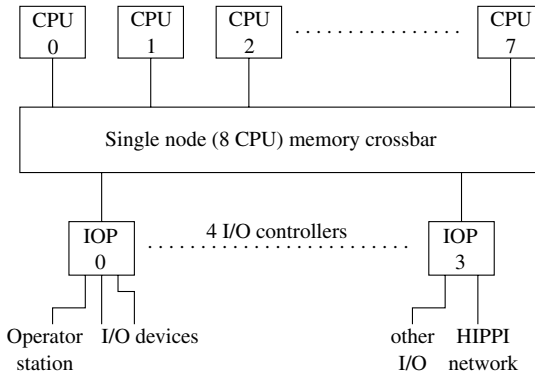 CPU 0
CPU 1
CPU 2
CPU 7
Single node (8 CPU) memory crossbar
IOP 0
4 I/O controllers
IOP 3
Operator station
I/O devices
other I/O
HIPPI network